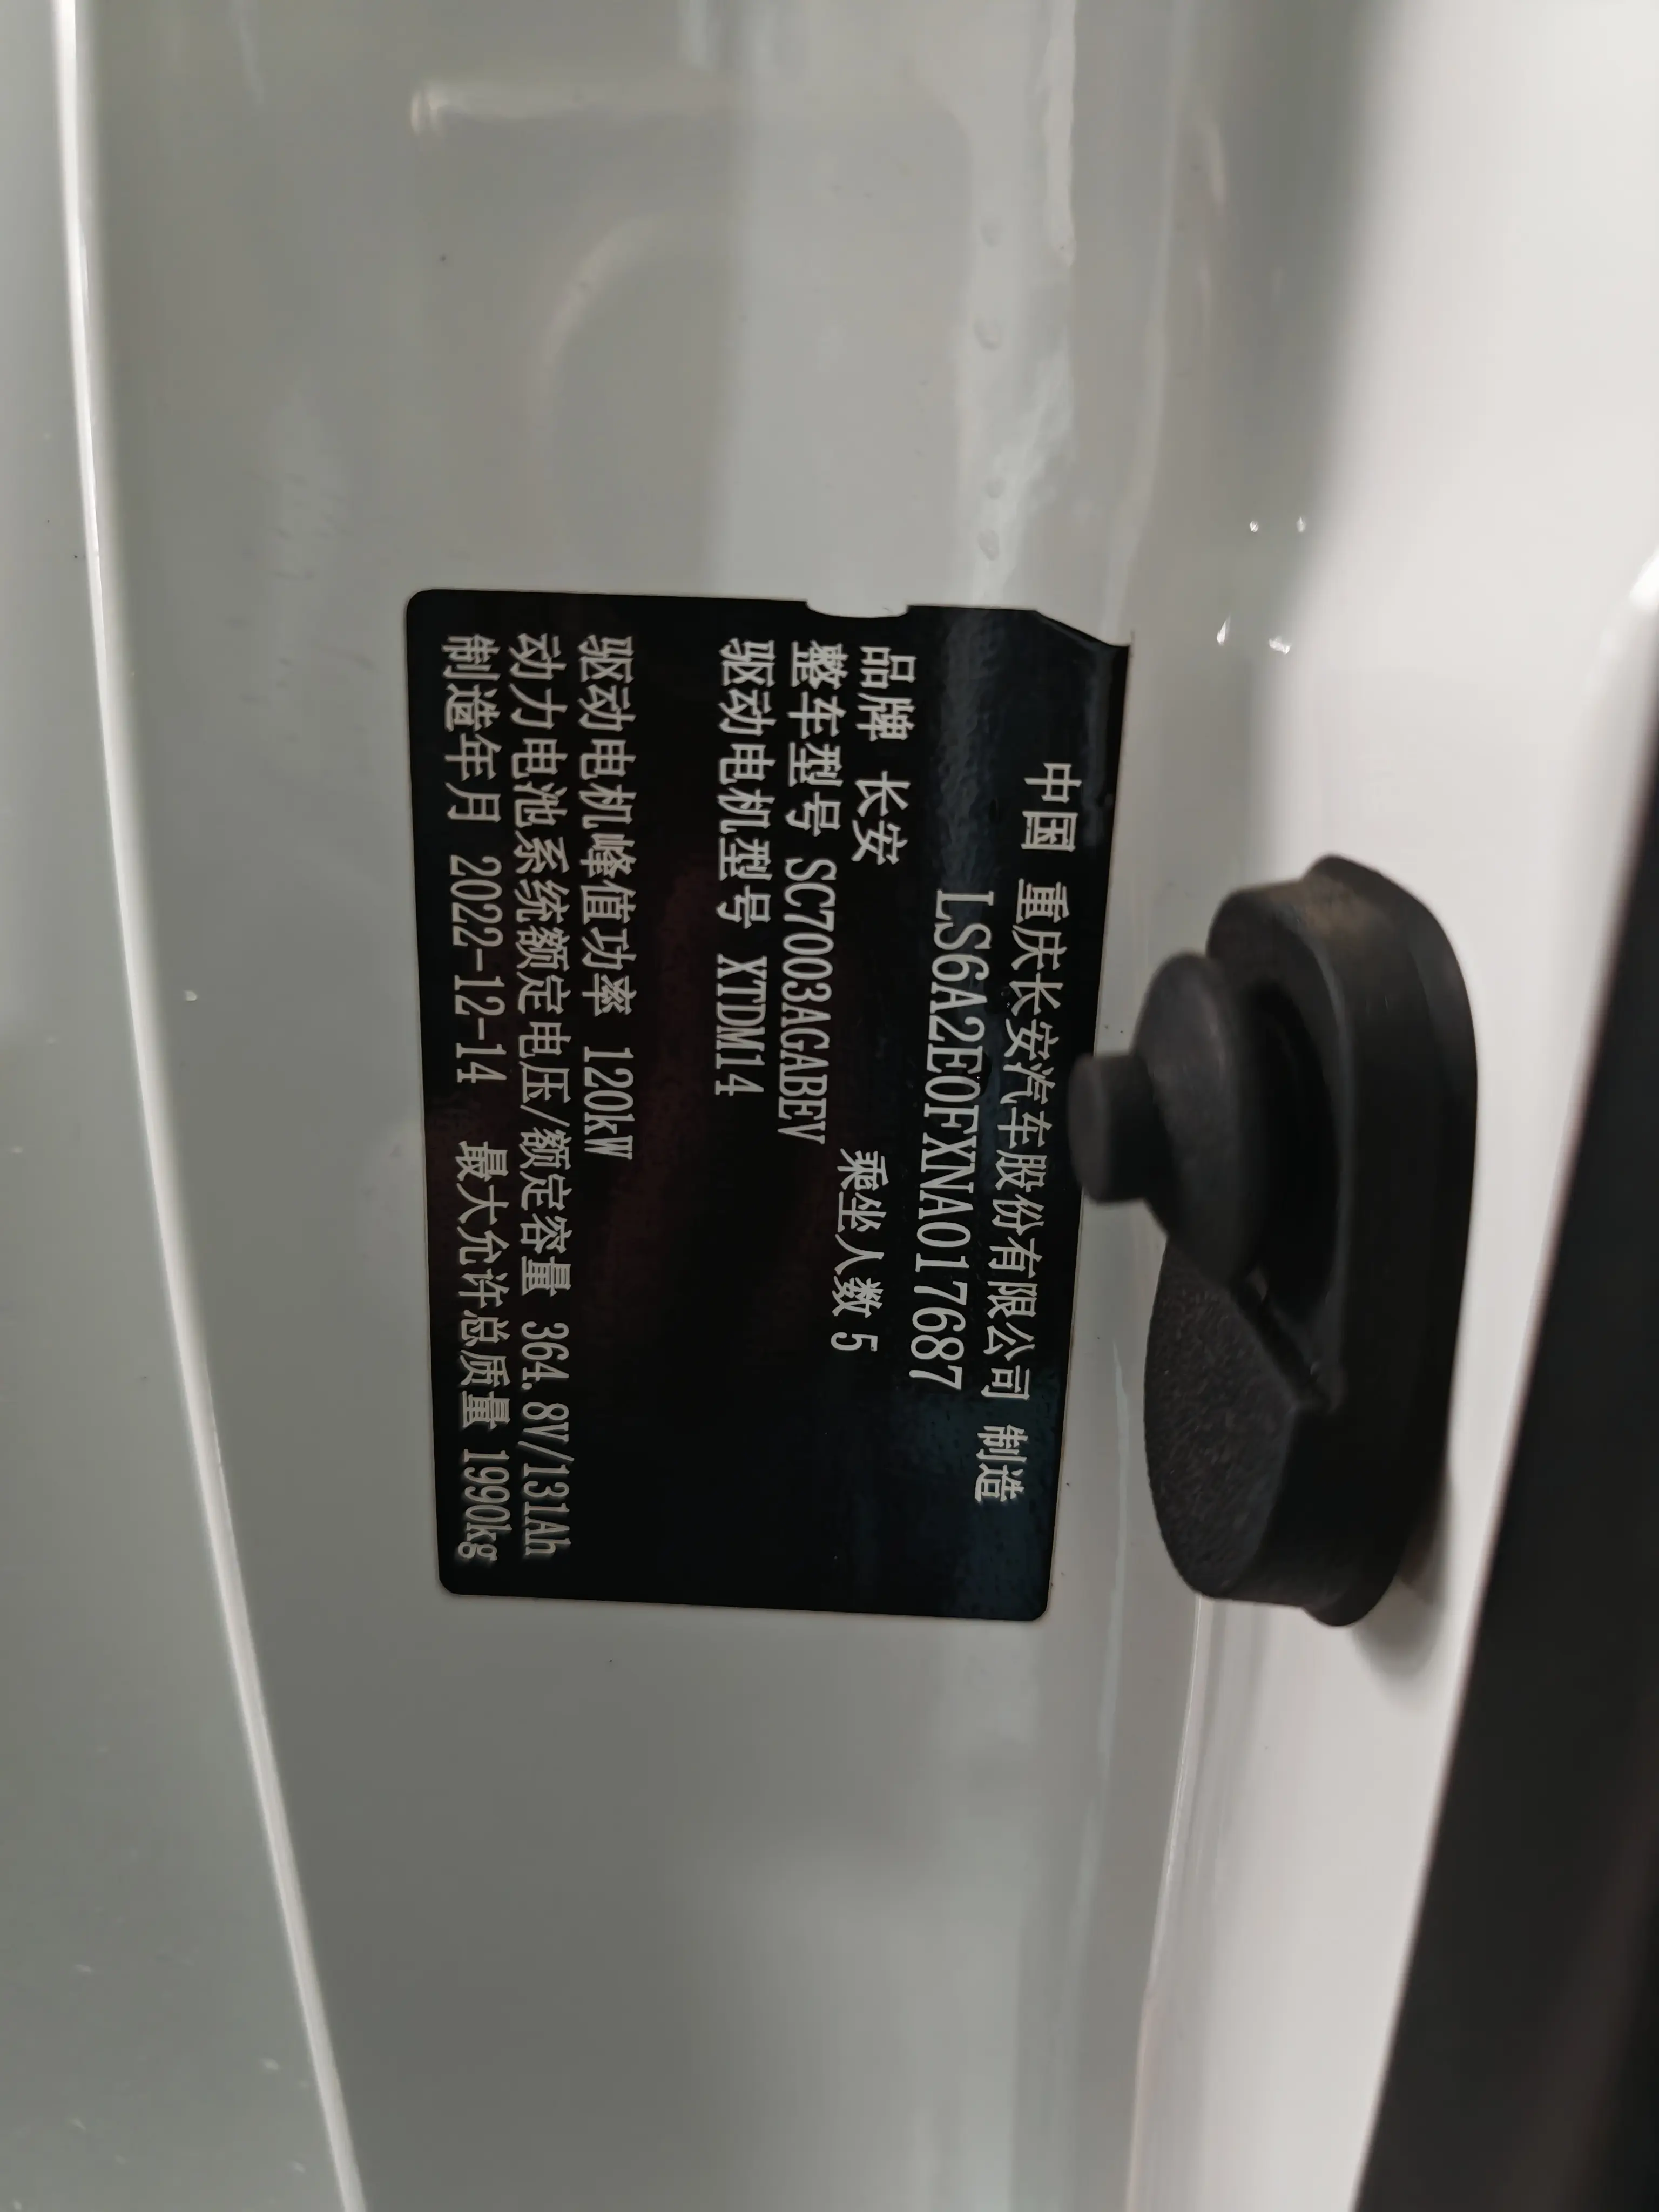 中国 重庆长安汽车股份有限公司 制造
LS6A2E0FXNA017687
品牌 长安 乘坐人数 5
整车型号 SC7003AGABEV
驱动电机型号 XTDM14
驱动电机峰值功率 120kW
动力电池系统额定电压/额定容量 364.8V/131Ah
制造年月 2022-12-14 最大允许总质量 1990kg